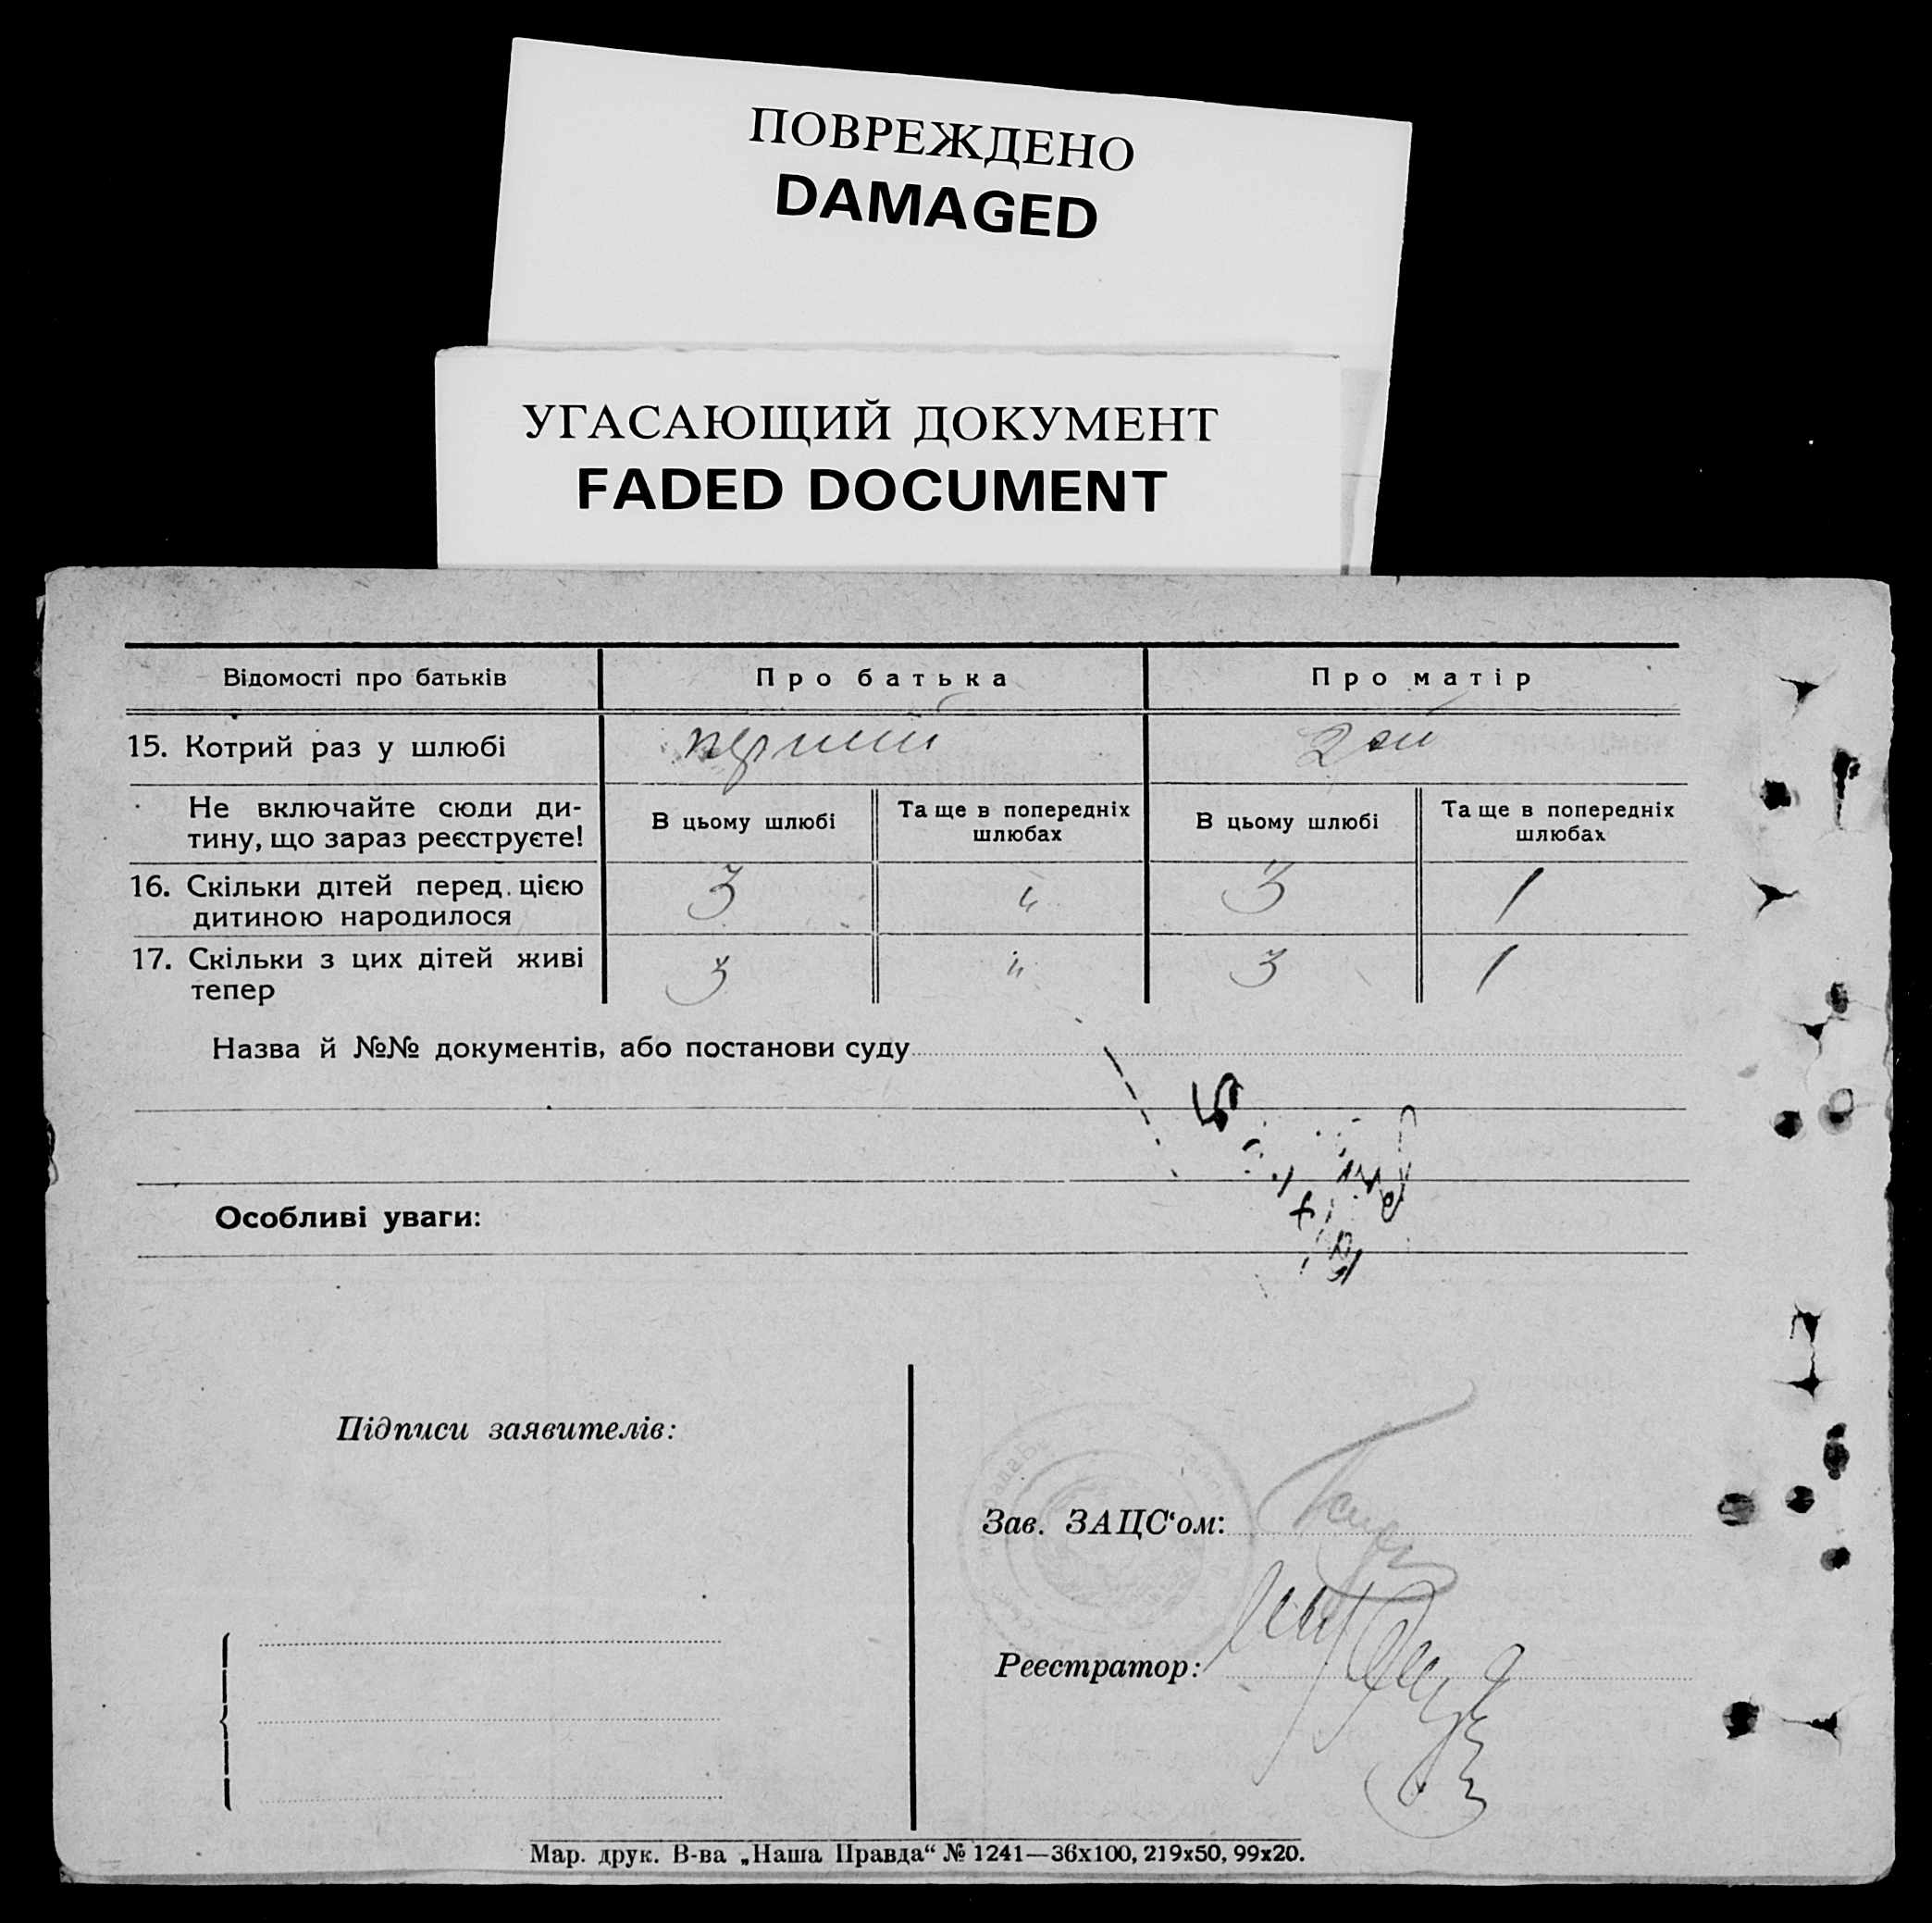 ПОВРЕЖДЕНО
DAMAGED
УГАСАЮЩИЙ ДОКУМЕНТ
FADED DOCUMENT
Відомості про батьків Про батька Про матір
15. Котрий раз у шлюбі перший 2 ой
Не включайте сюди ди-
тину, що зараз реєструєте!
В цьому шлюбі
Та ще в попередніх
шлюбах
В цьому шлюбі
Та ще в попередніх
шлюбах
16. Скільки дітей перед цією
дитиною народилося
3 " 3 1
17. Скільки з цих дітей живі
тепер
3 " 3 1
Назва й №№ документів, або постанови суду
Особливі уваги:
Підписи заявителів:
Зав. ЗАЦС‘ом:
Реєстратор:
Мар. друк. В-ва „Наша Правда“ № 1241—36х100, 219х50, 99х20.